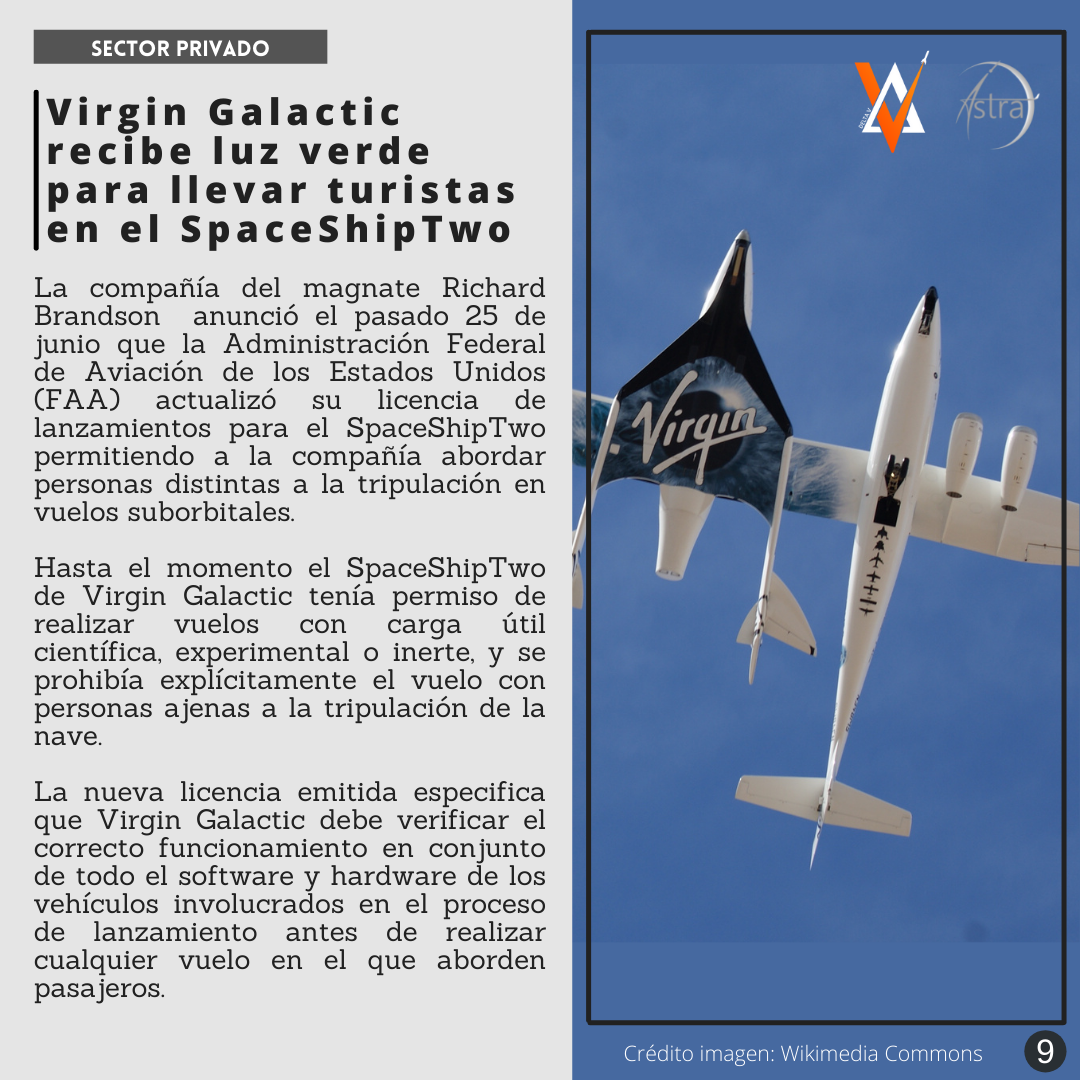 SECTOR PRIVADO
Virgin Galactic
recibe luz verde
para llevar turistas
en el SpaceShipTwo
La compañía del magnate Richard
Brandson anunció el pasado 25 de
junio que la Administración Federal
de Aviación de los Estados Unidos
(FAA) actualizó su licencia de
lanzamientos para el SpaceShipTwo
permitiendo a la compañía abordar
personas distintas a la tripulación en
vuelos suborbitales.
Hasta el momento el SpaceShipTwo
de Virgin Galactic tenía permiso de
realizar vuelos con carga útil
científica, experimental o inerte, y se
prohibía explícitamente el vuelo con
personas ajenas a la tripulación de la
nave.
La nueva licencia emitida especifica
que Virgin Galactic debe verificar el
correcto funcionamiento en conjunto
de todo el software y hardware de los
vehículos involucrados en el proceso
de lanzamiento antes de realizar
cualquier vuelo en el que aborden
pasajeros.
Astra
Virgin
Crédito imagen: Wikimedia Commons
9